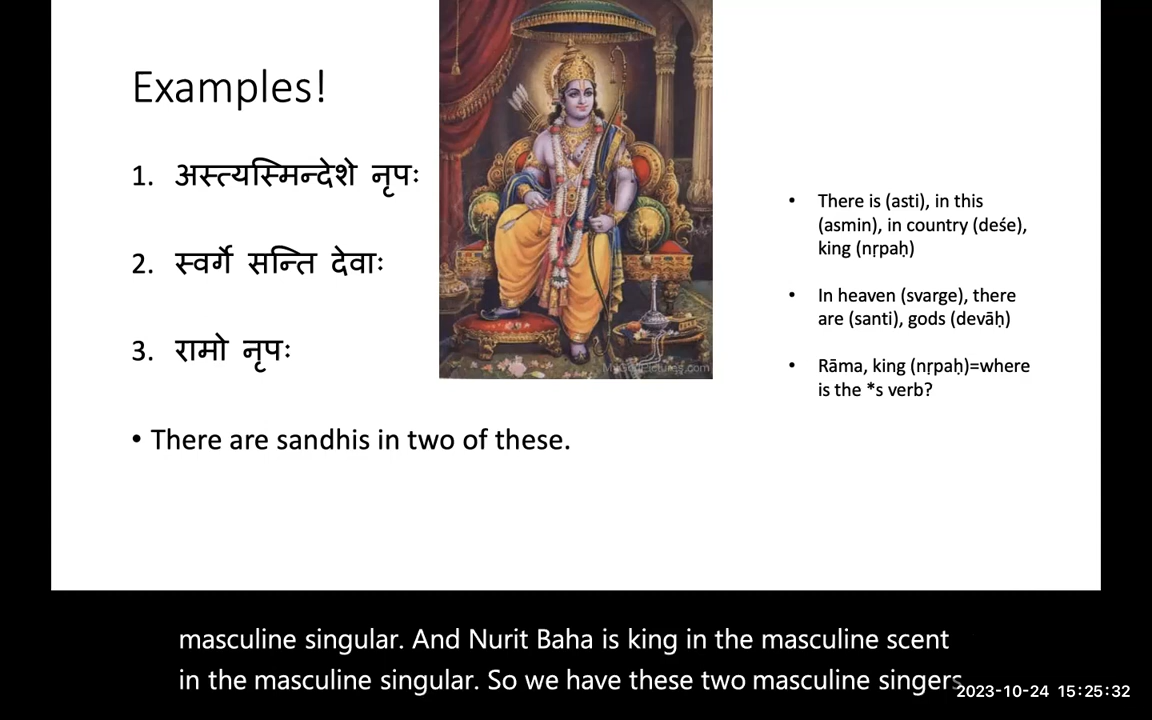 Examples!
1. अस्त्यस्मिन्देशे नृपः
2. स्वर्गे सन्ति देवाः
3. रामो नृपः
• There are sandhis in two of these.
• There is (asti), in this
(asmin), in country (deśe),
king (nṛpaḥ)
• In heaven (svarge), there
are (santi), gods (devāḥ)
• Rāma, king (nṛpaḥ)=where
is the *s verb?
masculine singular. And Nurit Baha is king in the masculine scent
in the masculine singular. So we have these two masculine singers
2023-10-24 15:25:32